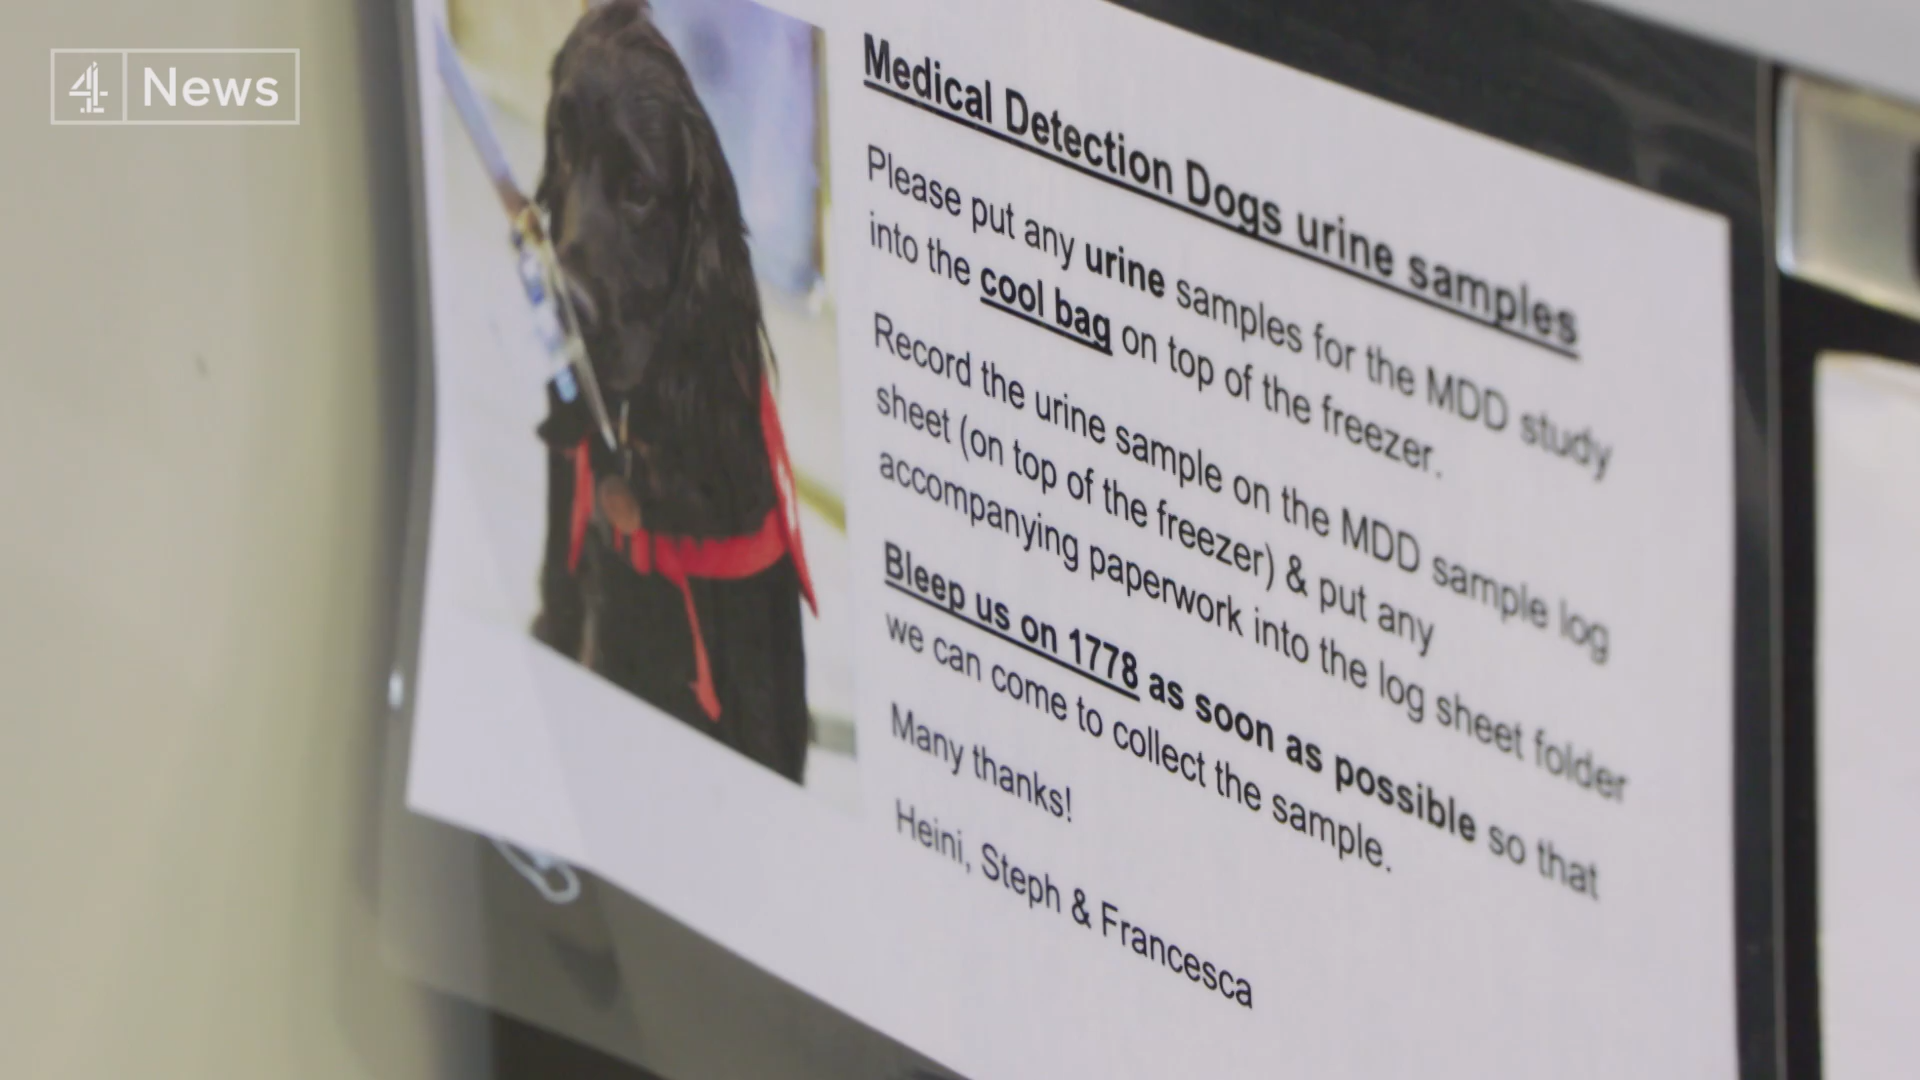 4 News
Medical Detection Dogs urine samples
Please put any urine samples for the MDD study
into the cool bag on top of the freezer.
Record the urine sample on the MDD sample log
sheet (on top of the freezer) & put any
accompanying paperwork into the log sheet folder
Bleep us on 1778 as soon as possible so that
we can come to collect the sample.
Many thanks!
Heini, Steph & Francesca